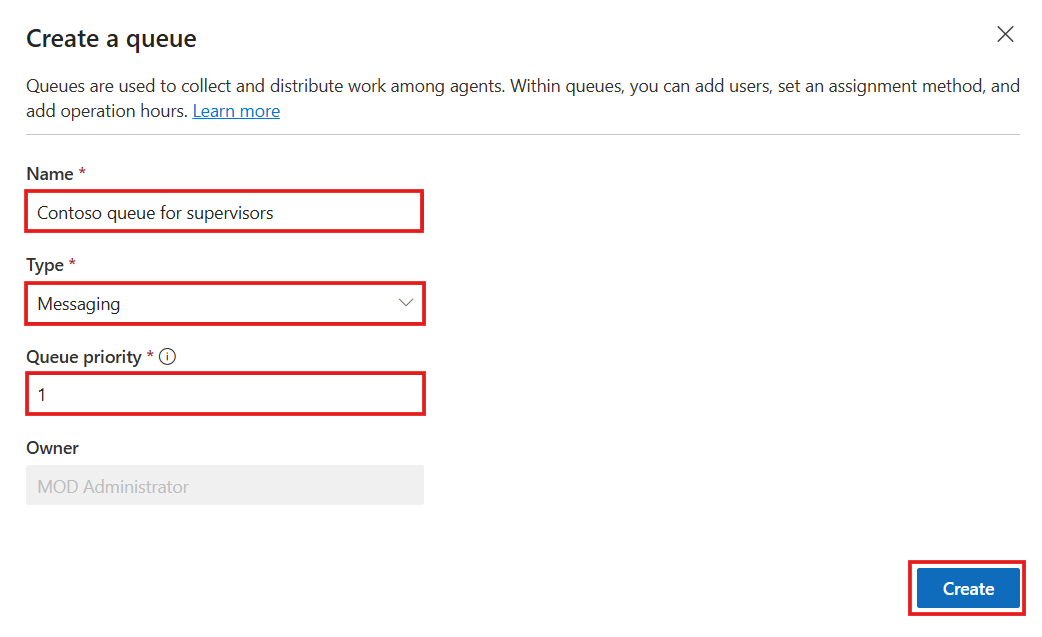 Create a queue
Queues are used to collect and distribute work among agents. Within queues, you can add users, set an assignment method, and
add operation hours. Learn more
Name *
Contoso queue for supervisors
Type *
Messaging
Queue priority *
1
Owner
MOD Administrator
Create